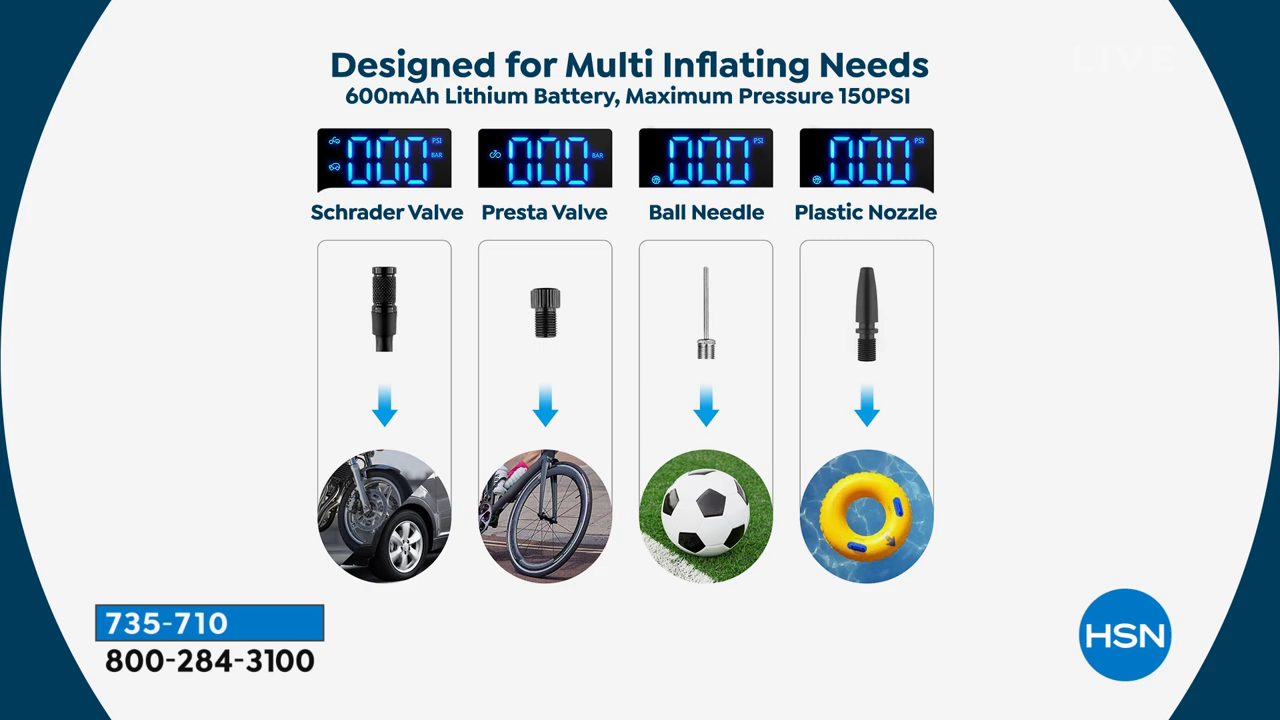 LIVE
Designed for Multi Inflating Needs
600mAh Lithium Battery, Maximum Pressure 150PSI
000 PSI BAR
000 BAR
000 PSI
000 PSI
Schrader Valve
Presta Valve
Ball Needle
Plastic Nozzle
735-710
800-284-3100
HSN